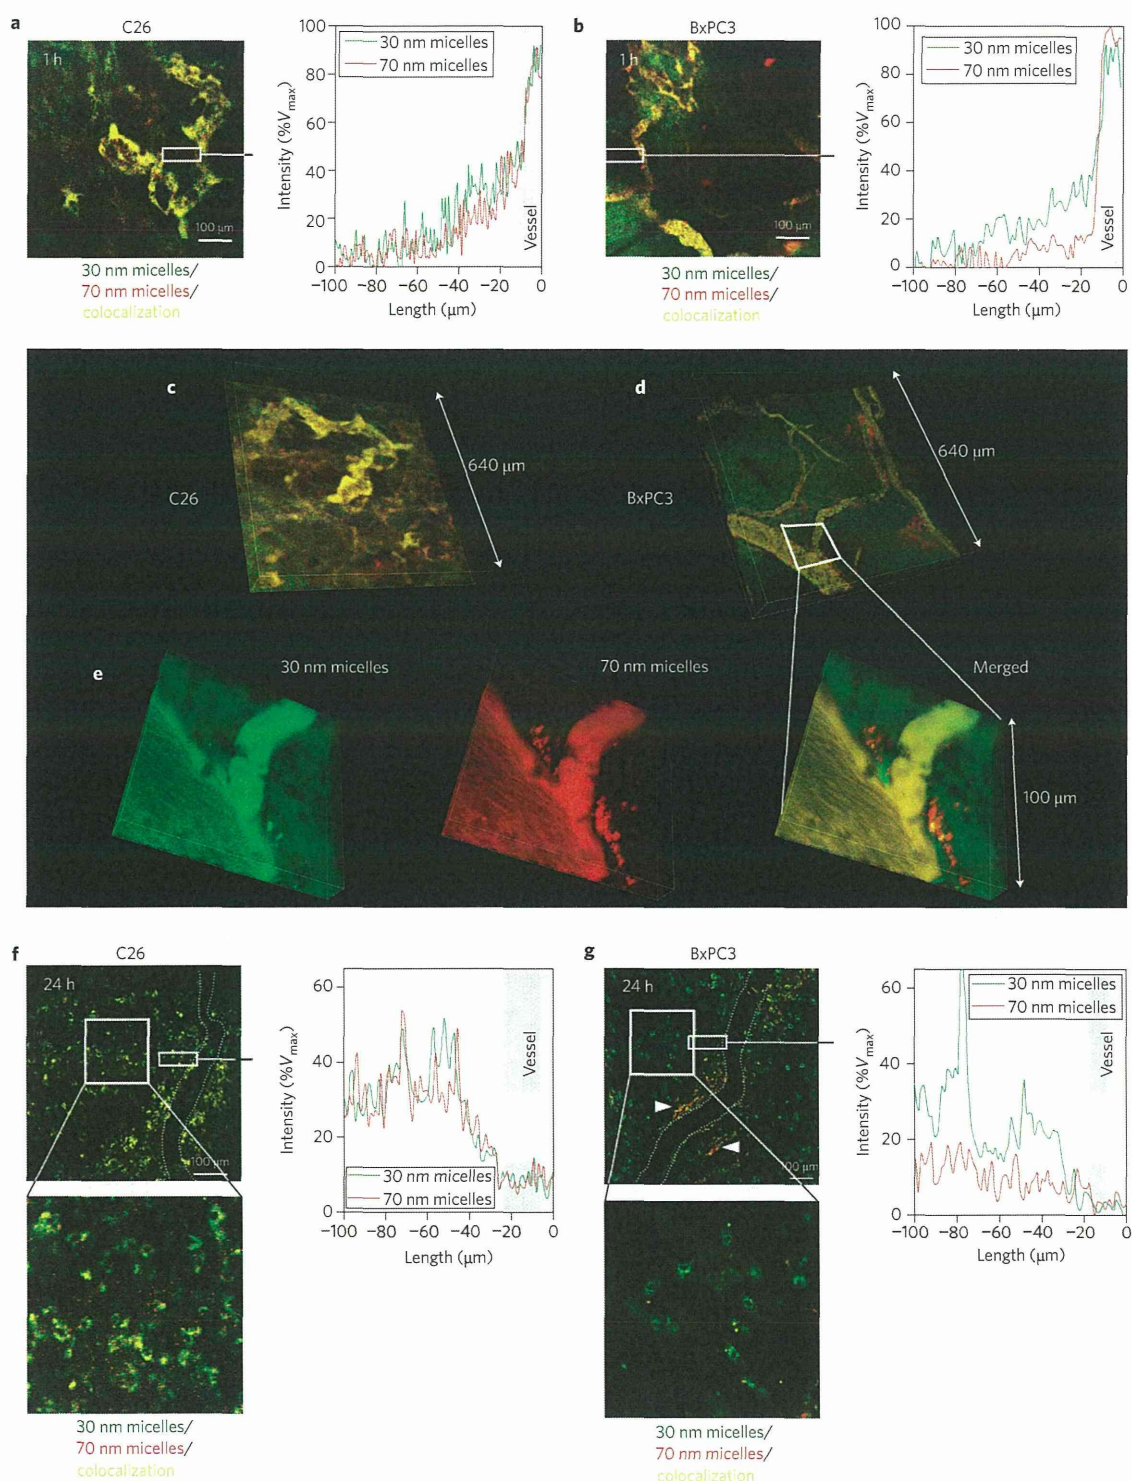 a
C26
1 h
100 μm
30 nm micelles/
70 nm micelles/
colocalization
30 nm micelles
70 nm micelles
Intensity (%Vmax)
100
80
60
40
20
0
Vessel
−100 −80 −60 −40 −20 0
Length (μm)
b
BxPC3
1 h
100 μm
30 nm micelles/
70 nm micelles/
colocalization
30 nm micelles
70 nm micelles
Intensity (%Vmax)
100
80
60
40
20
0
Vessel
−100 −80 −60 −40 −20 0
Length (μm)
c
C26
640 μm
d
BxPC3
640 μm
e
30 nm micelles
70 nm micelles
Merged
100 μm
f
C26
24 h
100 μm
30 nm micelles/
70 nm micelles/
colocalization
Intensity (%Vmax)
60
40
20
0
Vessel
30 nm micelles
70 nm micelles
−100 −80 −60 −40 −20 0
Length (μm)
g
BxPC3
24 h
100 μm
30 nm micelles/
70 nm micelles/
colocalization
30 nm micelles
70 nm micelles
Intensity (%Vmax)
60
40
20
0
Vessel
−100 −80 −60 −40 −20 0
Length (μm)